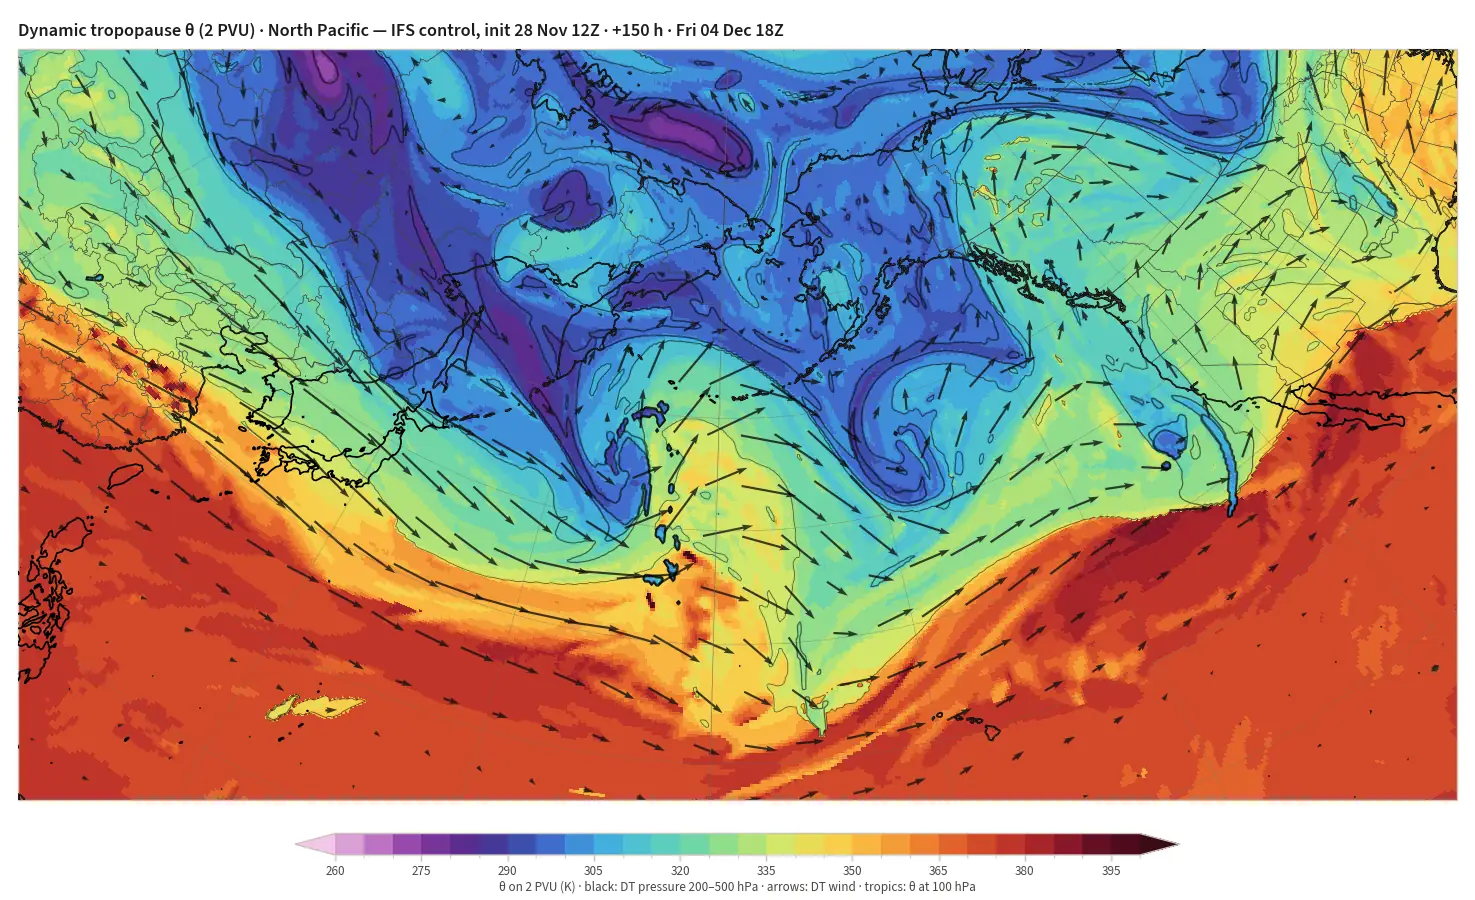 Dynamic tropopause θ (2 PVU) · North Pacific — IFS control, init 28 Nov 12Z · +150 h · Fri 04 Dec 18Z
260 275 290 305 320 335 350 365 380 395
θ on 2 PVU (K) · black: DT pressure 200–500 hPa · arrows: DT wind · tropics: θ at 100 hPa